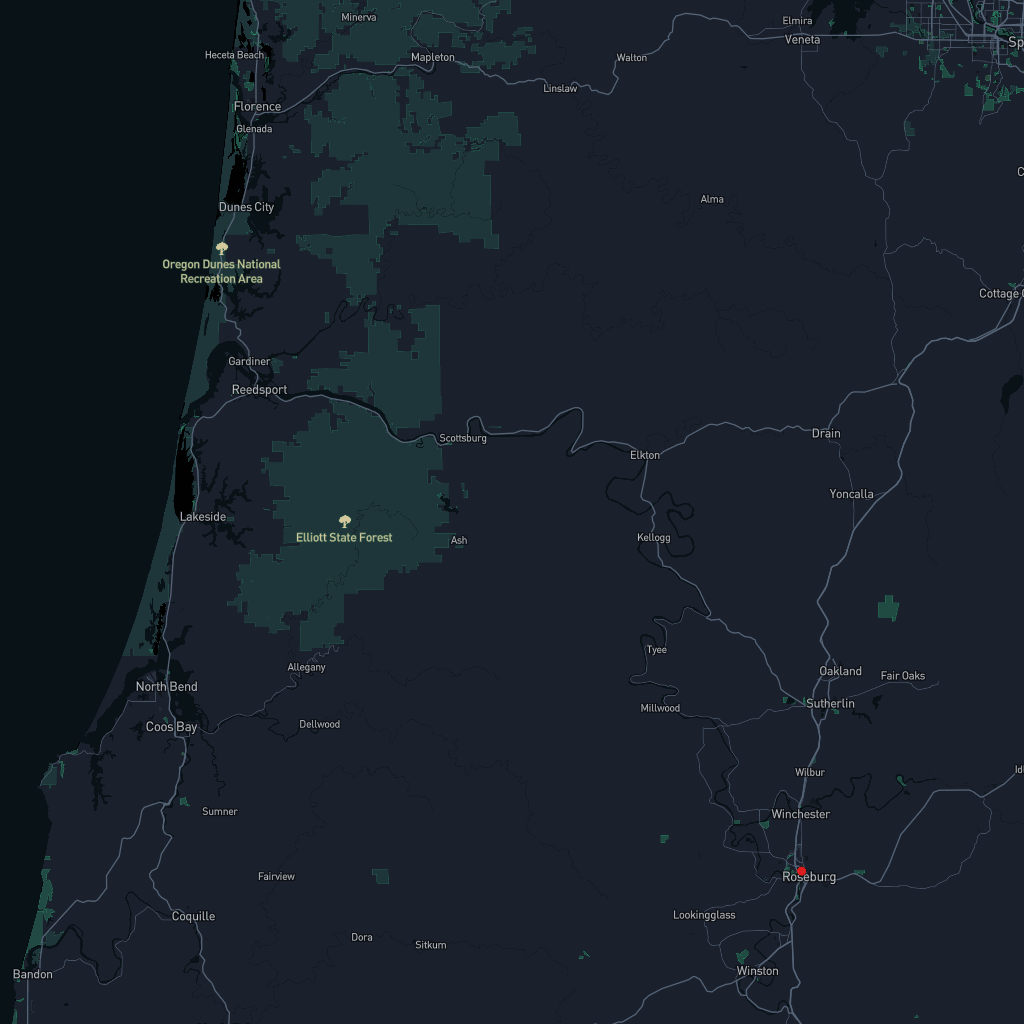 Minerva
Elmira
Veneta
Heceta Beach
Mapleton
Walton
Linslaw
Florence
Glenada
Alma
Dunes City
Oregon Dunes National
Recreation Area
Cottage
Gardiner
Reedsport
Scottsburg
Elkton
Drain
Yoncalla
Lakeside
Elliott State Forest
Ash
Kellogg
Tyee
Allegany
Oakland
Fair Oaks
North Bend
Sutherlin
Millwood
Coos Bay
Dellwood
Wilbur
Sumner
Winchester
Fairview
Roseburg
Coquille
Lookingglass
Dora
Sitkum
Bandon
Winston